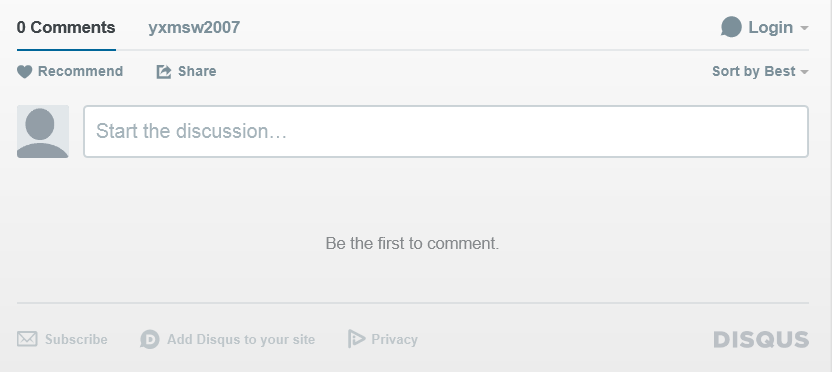 0 Comments yxmsw2007 Login
Recommend Share Sort by Best
Start the discussion…
Be the first to comment.
Subscribe Add Disqus to your site Privacy DISQUS